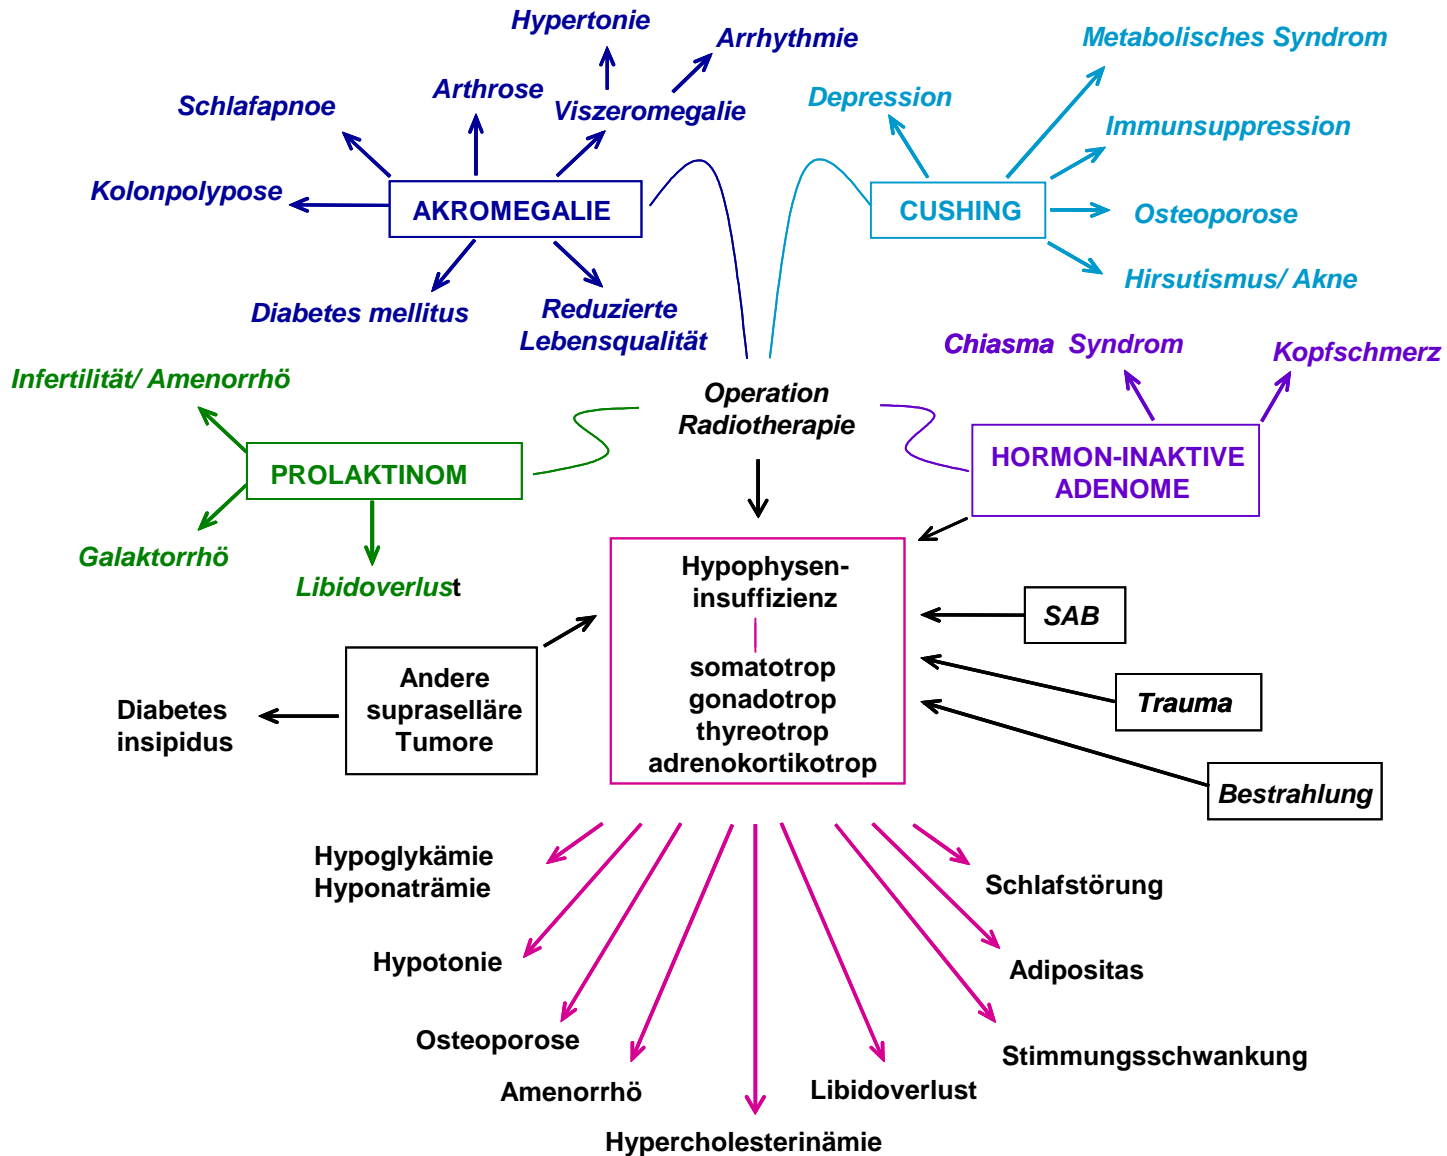 Hypertonie
Arrhythmie
Metabolisches Syndrom
Schlafapnoe
Arthrose
Viszeromegalie
Depression
Immunsuppression
Kolonpolypose
AKROMEGALIE
CUSHING
Osteoporose
Diabetes mellitus
Reduzierte
Lebensqualität
Hirsutismus/ Akne
Infertilität/ Amenorrhö
Operation
Radiotherapie
Chiasma Syndrom
Kopfschmerz
PROLAKTINOM
HORMON-INAKTIVE
ADENOME
Galaktorrhö
Libidoverlust
Hypophysen-
insuffizienz
somatotrop
gonadotrop
thyreotrop
adrenokortikotrop
SAB
Trauma
Bestrahlung
Andere
supraselläre
Tumore
Diabetes
insipidus
Hypoglykämie
Hyponaträmie
Hypotonie
Osteoporose
Amenorrhö
Hypercholesterinämie
Libidoverlust
Stimmungsschwankung
Adipositas
Schlafstörung